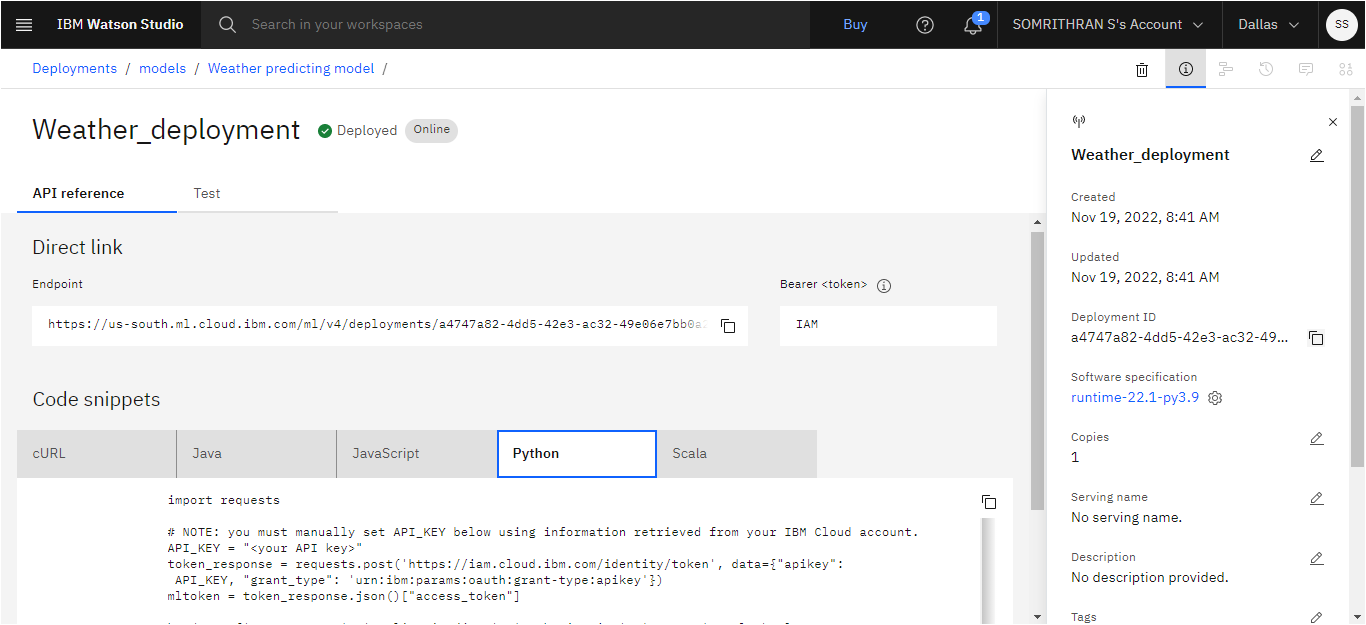 IBM Watson Studio
Search in your workspaces
Buy
1
SOMRITHRAN S's Account
Dallas
SS
Deployments / models / Weather predicting model /
Weather_deployment
Deployed
Online
API reference
Test
Direct link
Endpoint
Bearer <token>
https://us-south.ml.cloud.ibm.com/ml/v4/deployments/a4747a82-4dd5-42e3-ac32-49e06e7bb0a
IAM
Code snippets
cURL
Java
JavaScript
Python
Scala
import requests
# NOTE: you must manually set API_KEY below using information retrieved from your IBM Cloud account.
API_KEY = "<your API key>"
token_response = requests.post('https://iam.cloud.ibm.com/identity/token', data={"apikey":
API_KEY, "grant_type": 'urn:ibm:params:oauth:grant-type:apikey'})
mltoken = token_response.json()["access_token"]
Weather_deployment
Created
Nov 19, 2022, 8:41 AM
Updated
Nov 19, 2022, 8:41 AM
Deployment ID
a4747a82-4dd5-42e3-ac32-49...
Software specification
runtime-22.1-py3.9
Copies
1
Serving name
No serving name.
Description
No description provided.
Tags